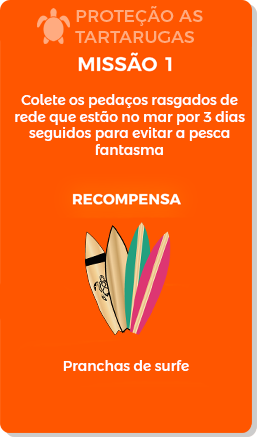 PROTEÇÃO AS
TARTARUGAS
MISSÃO 1
Colete os pedaços rasgados de
rede que estão no mar por 3 dias
seguidos para evitar a pesca
fantasma
RECOMPENSA
Pranchas de surfe